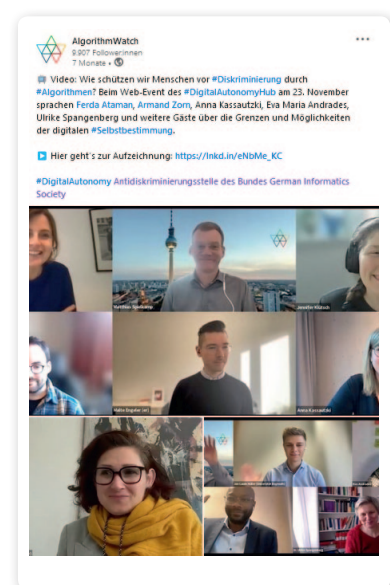 AlgorithmWatch
9.907 Follower:innen
7 Monate •
Video: Wie schützen wir Menschen vor #Diskriminierung durch
#Algorithmen? Beim Web-Event des #DigitalAutonomyHub am 23. November
sprachen Ferda Ataman, Armand Zorn, Anna Kassautzki, Eva Maria Andrades,
Ulrike Spangenberg und weitere Gäste über die Grenzen und Möglichkeiten
der digitalen #Selbstbestimmung.
Hier geht's zur Aufzeichnung: https://lnkd.in/eNbMe_KC
#DigitalAutonomy Antidiskriminierungsstelle des Bundes German Informatics
Society
Anna Kassautzki